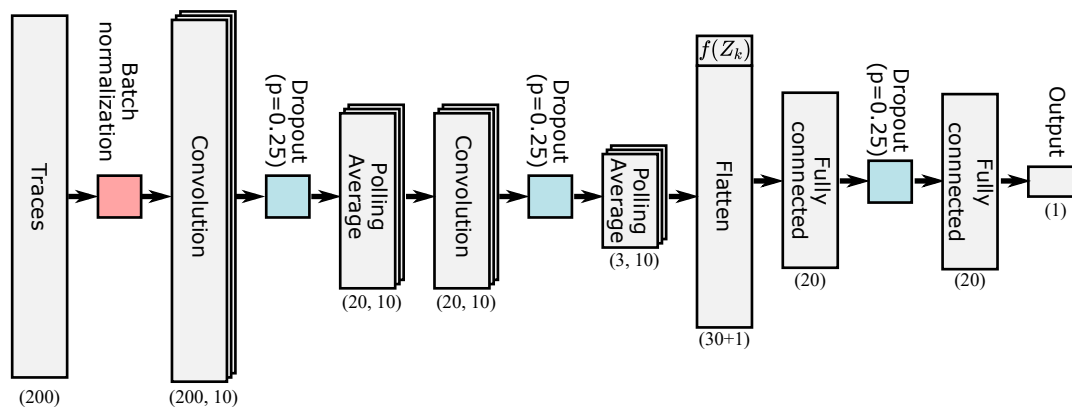 Traces
(200)
Batch
normalization
Convolution
(200, 10)
Dropout
(p=0.25)
Polling
Average
(20, 10)
Convolution
(20, 10)
Dropout
(p=0.25)
Polling
Average
(3, 10)
f(Z_k)
Flatten
(30+1)
Fully
connnected
(20)
Dropout
(p=0.25)
Fully
connnected
(20)
Output
(1)